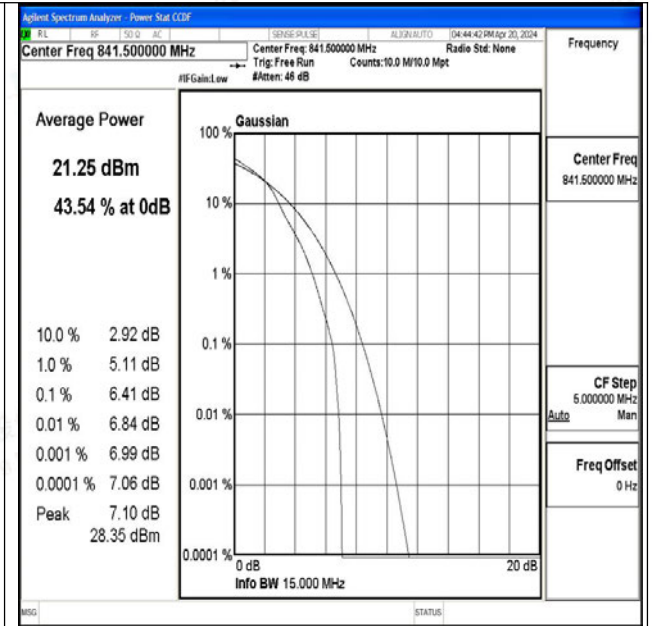 Agilent Spectrum Analyzer - Power Stat CCDF
RL RF 50 Ω AC SENSE:PULSE ALIGN AUTO 04:44:42 PM Apr 20, 2024
Center Freq 841.500000 MHz
Center Freq: 841.500000 MHz Radio Std: None
Trig: Free Run Counts:10.0 M/10.0 Mpt
#IFGain:Low #Atten: 46 dB
Frequency
Average Power
21.25 dBm
43.54 % at 0dB
10.0 % 2.92 dB
1.0 % 5.11 dB
0.1 % 6.41 dB
0.01 % 6.84 dB
0.001 % 6.99 dB
0.0001 % 7.06 dB
Peak 7.10 dB
28.35 dBm
Gaussian
100 %
10 %
1 %
0.1 %
0.01 %
0.001 %
0.0001 %
0 dB 20 dB
Info BW 15.000 MHz
Center Freq
841.500000 MHz
CF Step
5.000000 MHz
Auto Man
Freq Offset
0 Hz
MSG STATUS